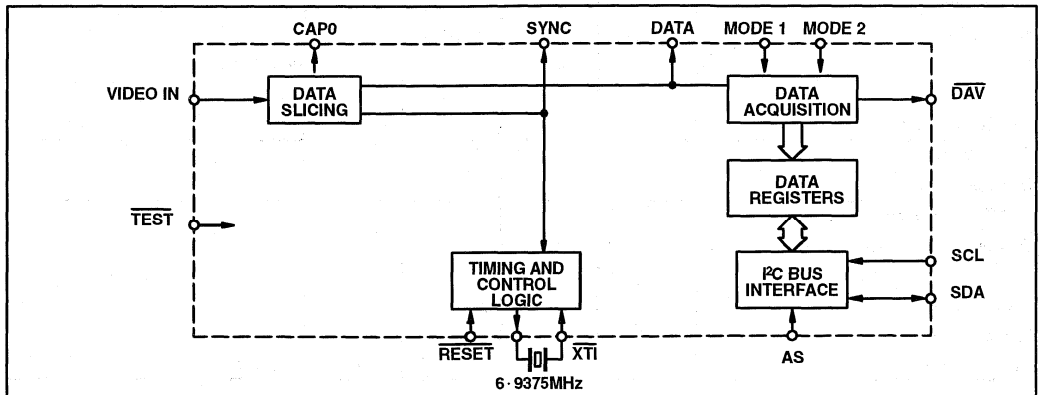 CAP0 SYNC DATA MODE 1 MODE 2
VIDEO IN
DATA
SLICING
DATA
ACQUISITION
DAV
DATA
REGISTERS
TEST
TIMING AND
CONTROL
LOGIC
I²C BUS
INTERFACE
SCL
SDA
RESET
XTI
AS
6·9375MHz